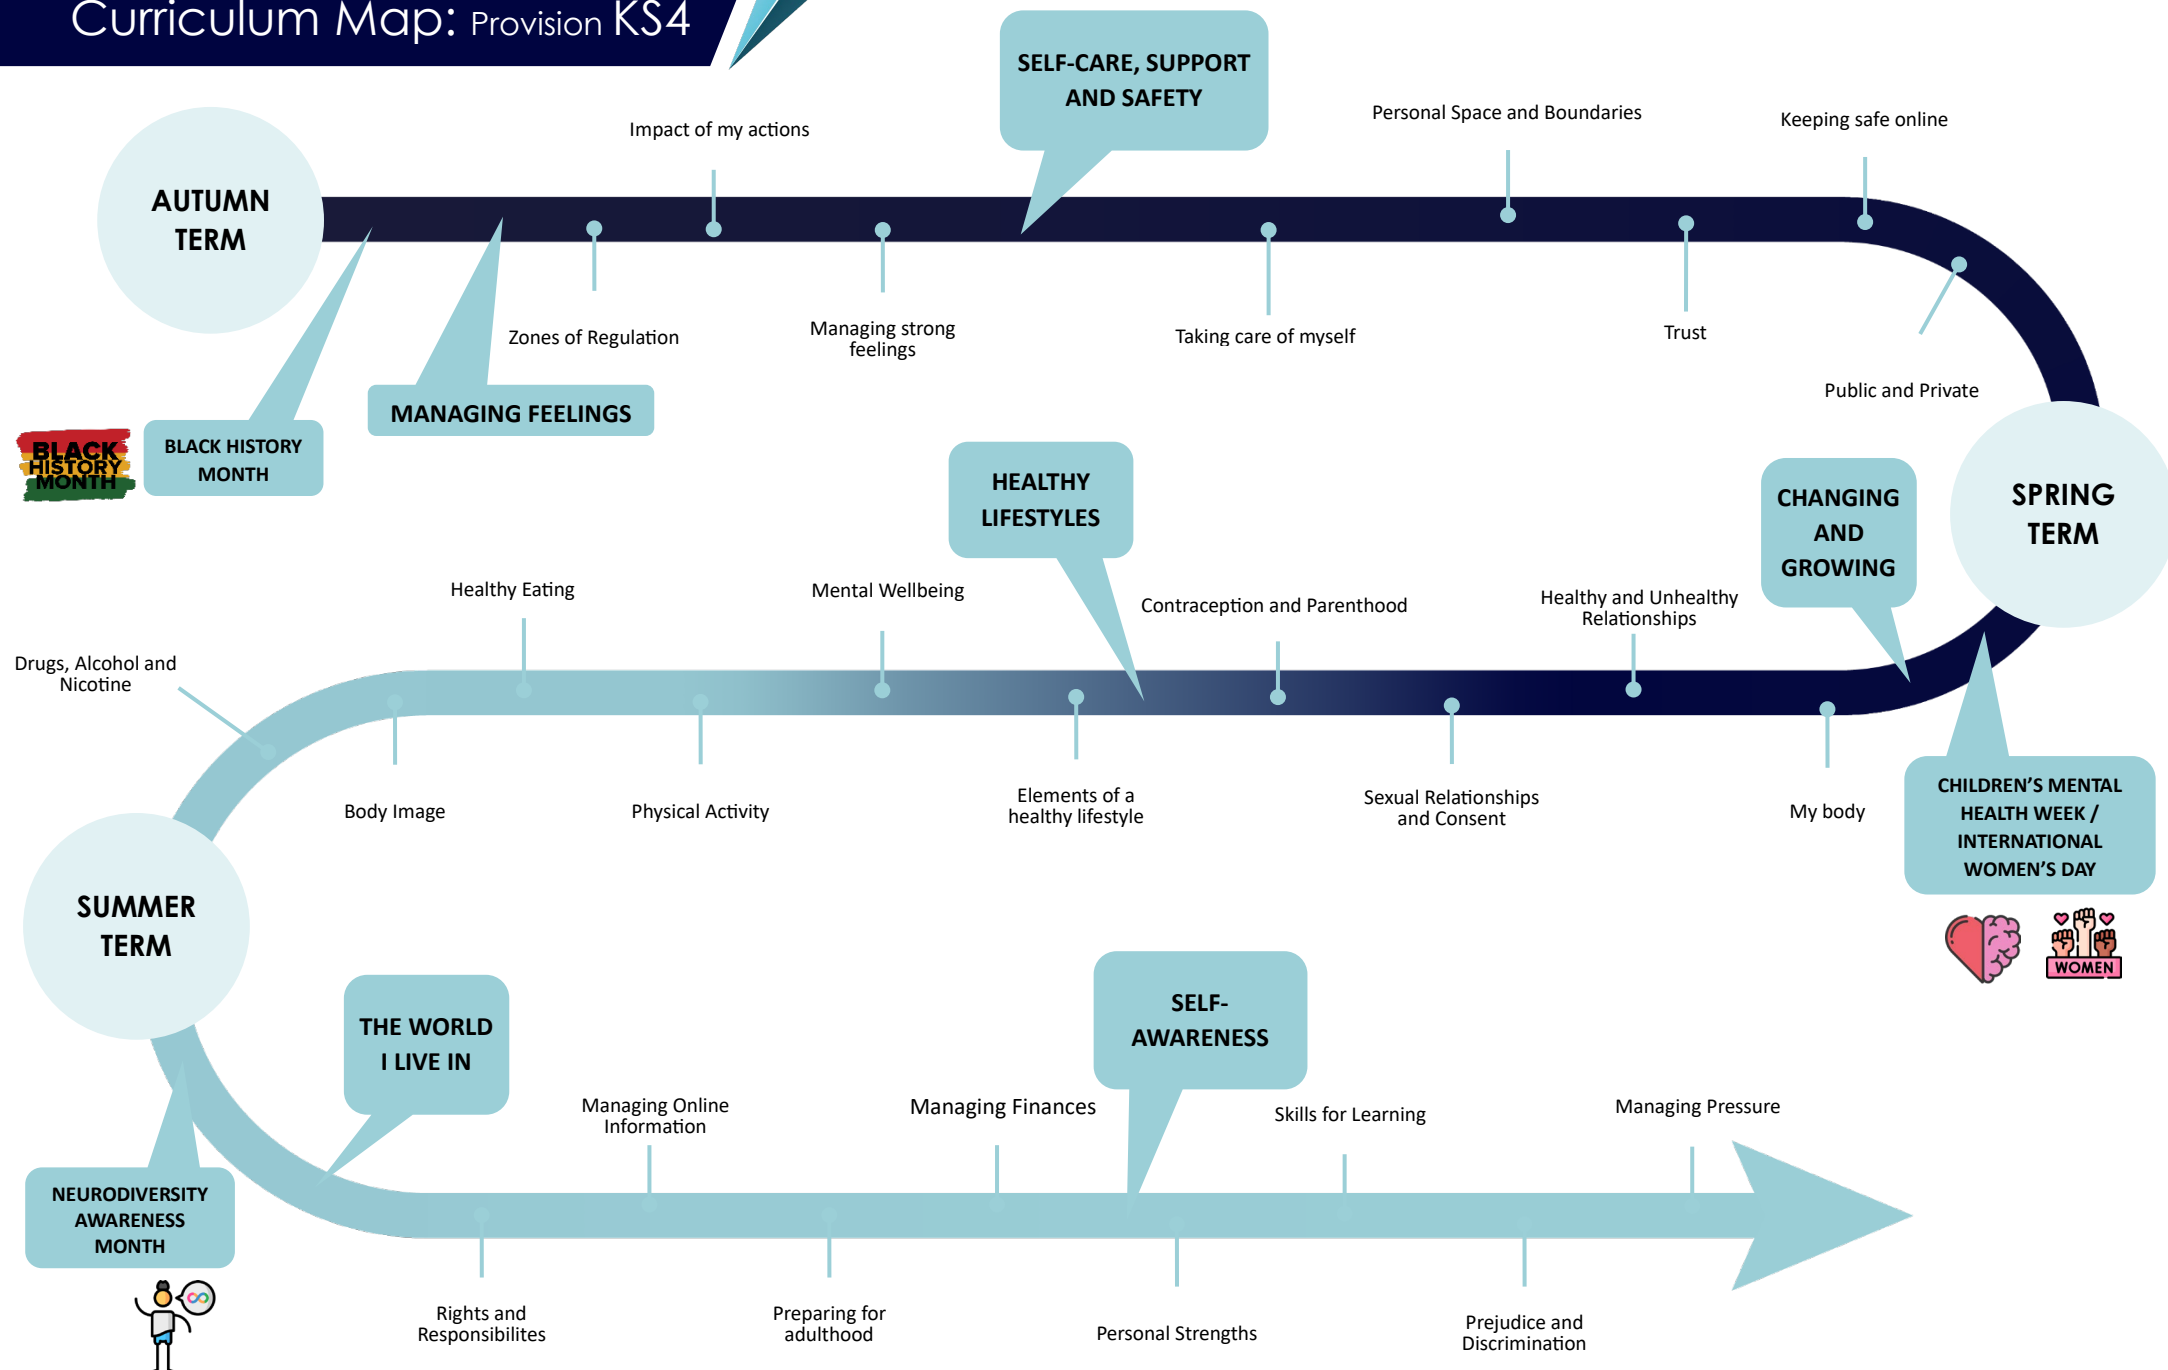 Curriculum Map: Provision KS4
SELF-CARE, SUPPORT
AND SAFETY
Impact of my actions
Personal Space and Boundaries
Keeping safe online
AUTUMN
TERM
Zones of Regulation
Managing strong
feelings
Taking care of myself
Trust
Public and Private
BLACK
HISTORY
MONTH
BLACK HISTORY
MONTH
MANAGING FEELINGS
SPRING
TERM
CHANGING
AND
GROWING
HEALTHY
LIFESTYLES
Healthy and Unhealthy
Relationships
Contraception and Parenthood
Mental Wellbeing
Healthy Eating
Drugs, Alcohol and
Nicotine
CHILDREN'S MENTAL
HEALTH WEEK /
INTERNATIONAL
WOMEN'S DAY
WOMEN
My body
Sexual Relationships
and Consent
Elements of a
healthy lifestyle
Physical Activity
Body Image
SUMMER
TERM
THE WORLD
I LIVE IN
SELF-
AWARENESS
Managing Online
Information
Managing Finances
Skills for Learning
Managing Pressure
NEURODIVERSITY
AWARENESS
MONTH
Rights and
Responsibilites
Preparing for
adulthood
Personal Strengths
Prejudice and
Discrimination